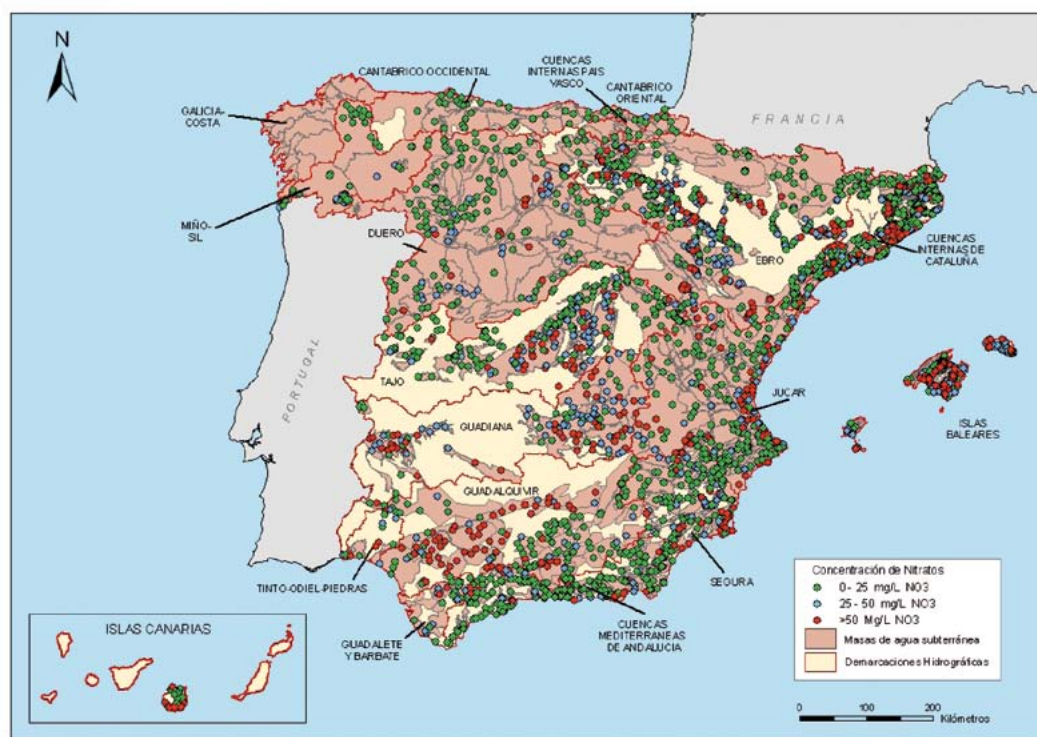 N
CANTABRICO OCCIDENTAL
CUENCAS
INTERNAS PAIS
VASCO
CANTABRICO
ORIENTAL
GALICIA-
COSTA
FRANCIA
MIÑO-
SIL
DUERO
EBRO
CUENCAS
INTERNAS DE
CATALUÑA
PORTUGAL
TAJO
JUCAR
ISLAS
BALEARES
GUADIANA
GUADALQUIVIR
SEGURA
TINTO-ODIEL-PIEDRAS
GUADALETE
Y BARBATE
CUENCAS
MEDITERRANEAS
DE ANDALUCIA
ISLAS CANARIAS
Concentración de Nitratos
0- 25 mg/L NO3
25 - 50 mg/L NO3
>50 Mg/L NO3
Masas de agua subterránea
Demarcaciones Hidrográficas
0 100 200
Kilómetros